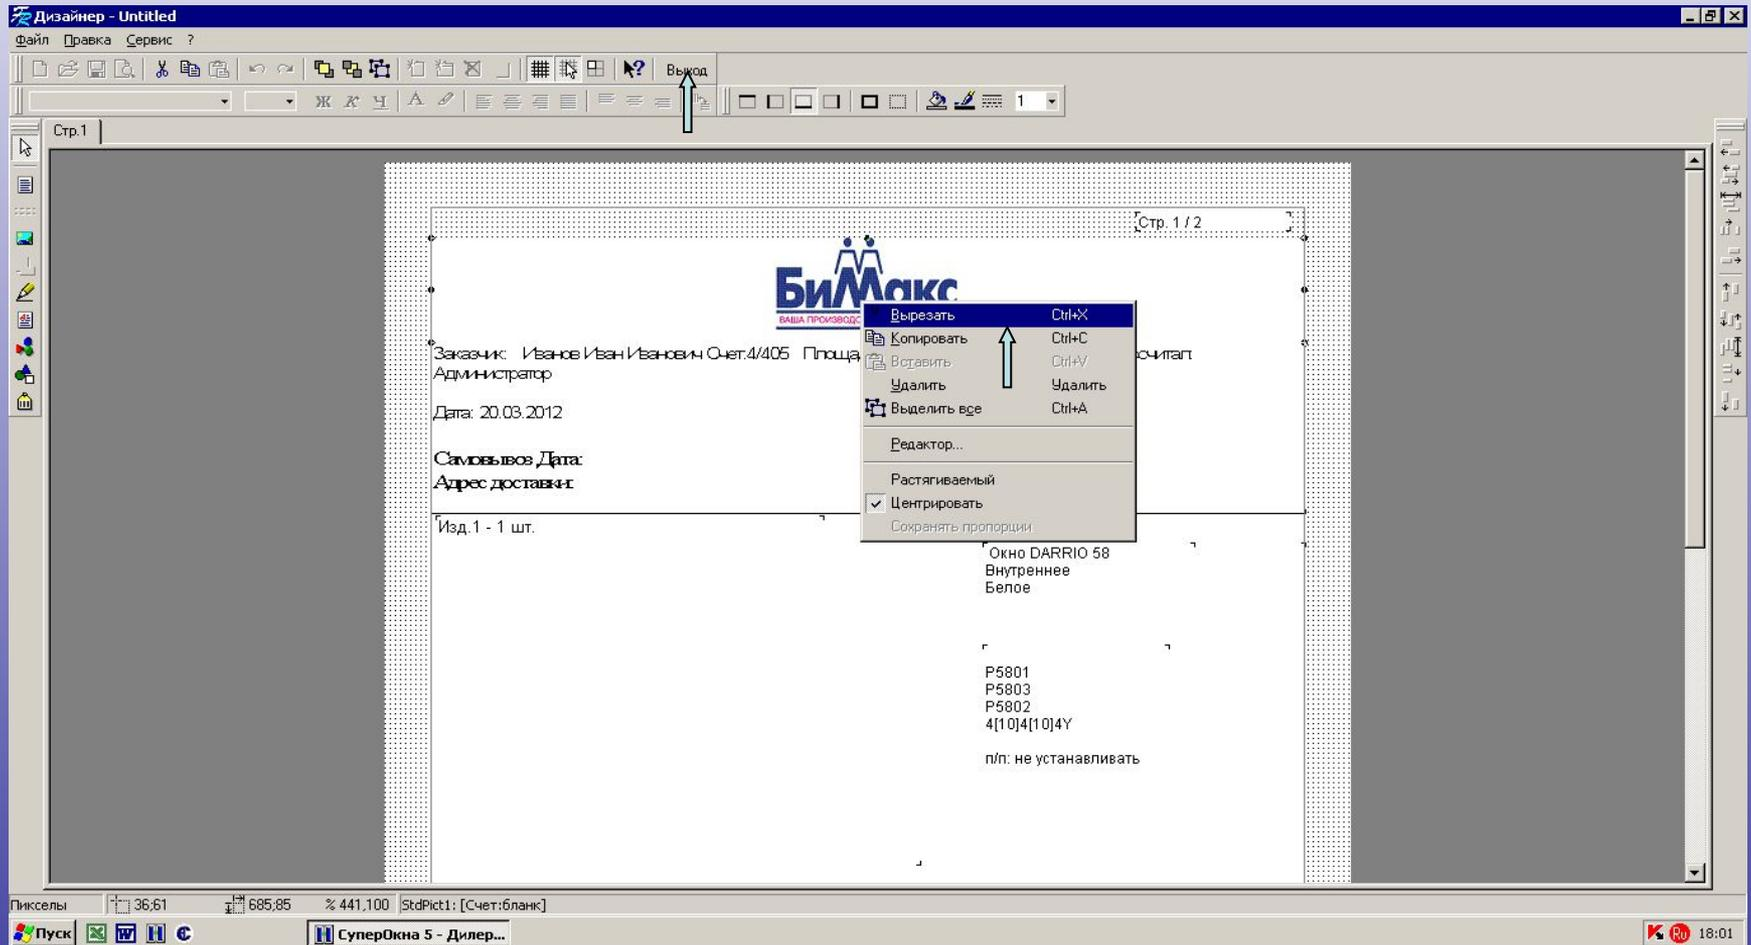 Дизайнер - Untitled
Файл Правка Сервис ?
Выход
Ж К Ч А 1
Стр.1
Стр. 1 / 2
БиМакс
ВАША ПРОИЗВОДС
Заказчик: Иванов Иван Иванович Счет:4/405 Площа
Администратор
Дата: 20.03.2012
Самовывоз Дата:
Адрес доставки:
Изд.1 - 1 шт.
Вырезать Ctrl+X
Копировать Ctrl+C
Вставить Ctrl+V
Удалить Удалить
Выделить все Ctrl+A
Редактор...
Растягиваемый
Центрировать
Сохранять пропорции
Окно DARRIO 58
Внутреннее
Белое
P5801
P5803
P5802
4[10]4[10]4Y
п/п: не устанавливать
Пикселы 36;61 685;85 % 441,100 StdPict1: [Счет:бланк]
Пуск СуперОкна 5 - Дилер... Ru 18:01